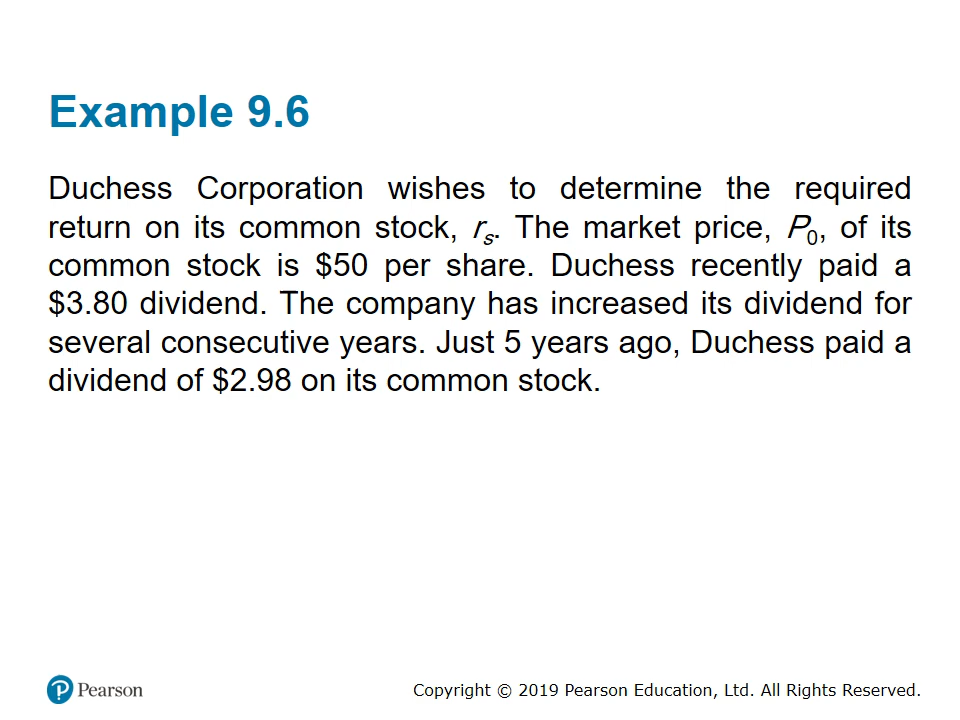 Example 9.6
Duchess Corporation wishes to determine the required
return on its common stock, rs. The market price, P0, of its
common stock is $50 per share. Duchess recently paid a
$3.80 dividend. The company has increased its dividend for
several consecutive years. Just 5 years ago, Duchess paid a
dividend of $2.98 on its common stock.
Pearson
Copyright © 2019 Pearson Education, Ltd. All Rights Reserved.